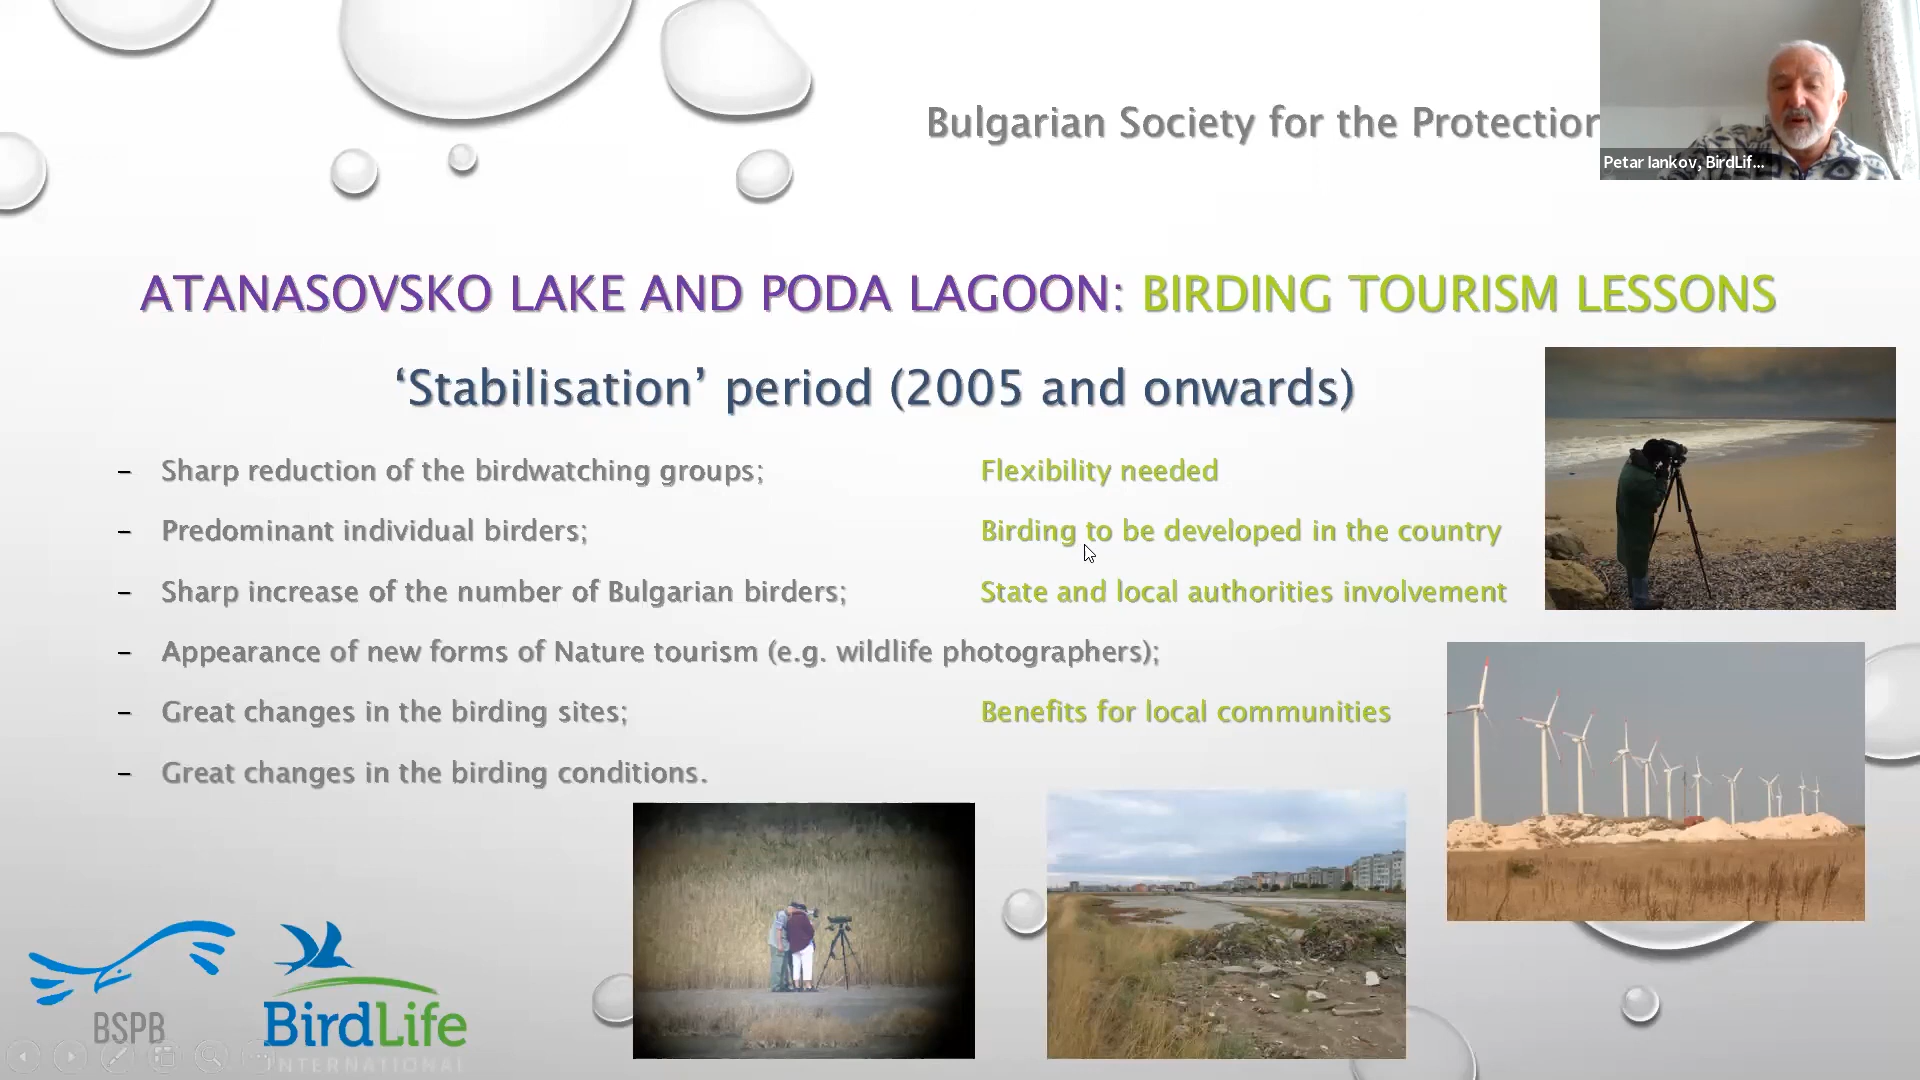 Bulgarian Society for the Protection
Petar Iankov, BirdLif...
ATANASOVSKO LAKE AND PODA LAGOON: BIRDING TOURISM LESSONS
‘Stabilisation’ period (2005 and onwards)
– Sharp reduction of the birdwatching groups; Flexibility needed
– Predominant individual birders; Birding to be developed in the country
– Sharp increase of the number of Bulgarian birders; State and local authorities involvement
– Appearance of new forms of Nature tourism (e.g. wildlife photographers);
– Great changes in the birding sites; Benefits for local communities
– Great changes in the birding conditions.
BSPB
BirdLife
INTERNATIONAL